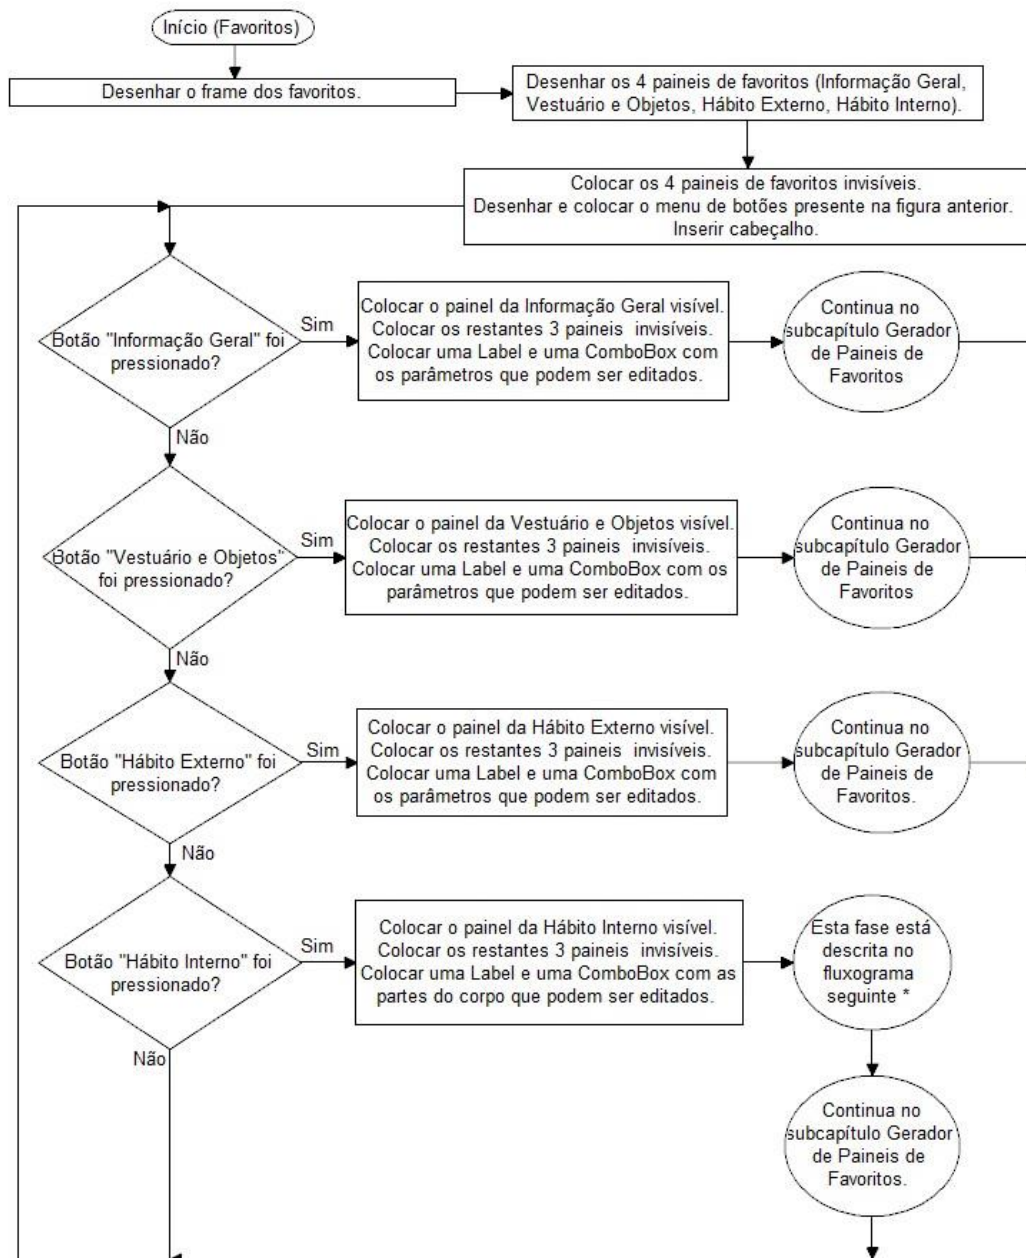 Início (Favoritos)
Desenhar o frame dos favoritos.
Desenhar os 4 paineis de favoritos (Informação Geral,
Vestuário e Objetos, Hábito Externo, Hábito Interno).
Colocar os 4 paineis de favoritos invisíveis.
Desenhar e colocar o menu de botões presente na figura anterior.
Inserir cabeçalho.
Botão "Informação Geral" foi
pressionado?
Sim
Colocar o painel da Informação Geral visível.
Colocar os restantes 3 paineis invisíveis.
Colocar uma Label e uma ComboBox com
os parâmetros que podem ser editados.
Continua no
subcapítulo Gerador
de Paineis de
Favoritos
Não
Botão "Vestuário e Objetos"
foi pressionado?
Sim
Colocar o painel da Vestuário e Objetos visível.
Colocar os restantes 3 paineis invisíveis.
Colocar uma Label e uma ComboBox com os
parâmetros que podem ser editados.
Continua no
subcapítulo Gerador
de Paineis de
Favoritos
Não
Botão "Hábito Externo" foi
pressionado?
Sim
Colocar o painel da Hábito Externo visível.
Colocar os restantes 3 paineis invisíveis.
Colocar uma Label e uma ComboBox com
os parâmetros que podem ser editados.
Continua no
subcapítulo Gerador
de Paineis de
Favoritos.
Não
Botão "Hábito Interno" foi
pressionado?
Sim
Colocar o painel da Hábito Interno visível.
Colocar os restantes 3 paineis invisíveis.
Colocar uma Label e uma ComboBox com as
partes do corpo que podem ser editados.
Esta fase está
descrita no
fluxograma
seguinte *
Não
Continua no
subcapítulo Gerador
de Paineis de
Favoritos.